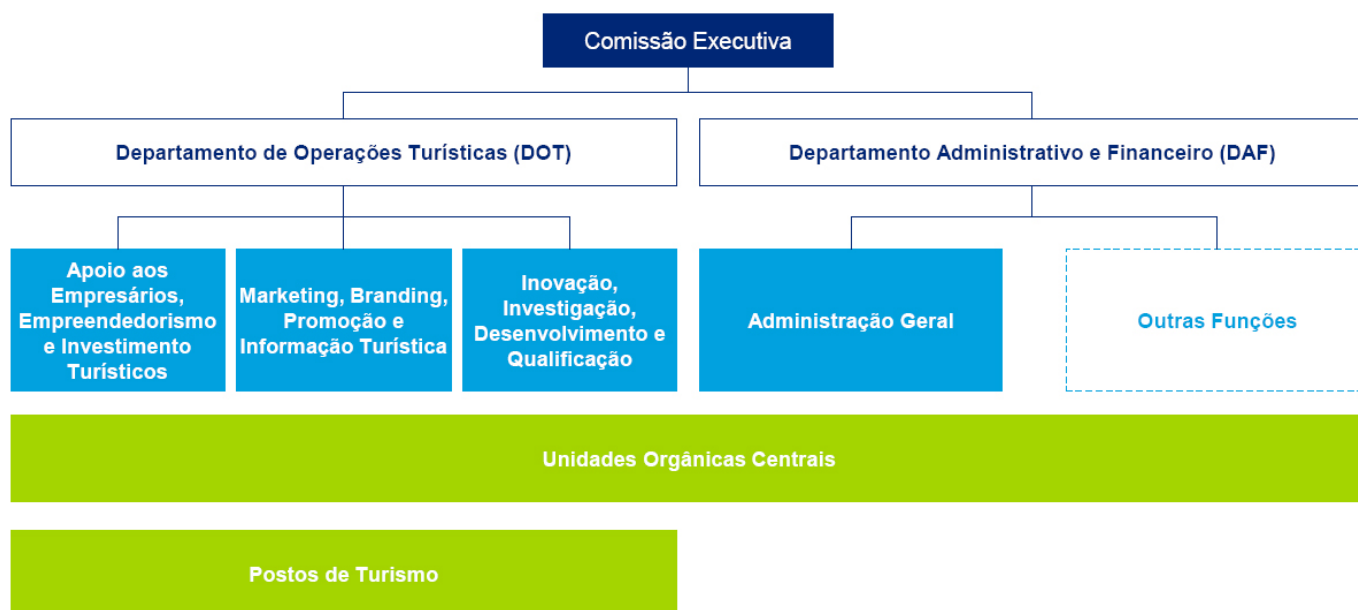 Comissão Executiva
Departamento de Operações Turísticas (DOT)
Departamento Administrativo e Financeiro (DAF)
Apoio aos
Empresários,
Empreendedorismo
e Investimento
Turísticos
Marketing, Branding,
Promoção e
Informação Turística
Inovação,
Investigação,
Desenvolvimento e
Qualificação
Administração Geral
Outras Funções
Unidades Orgânicas Centrais
Postos de Turismo